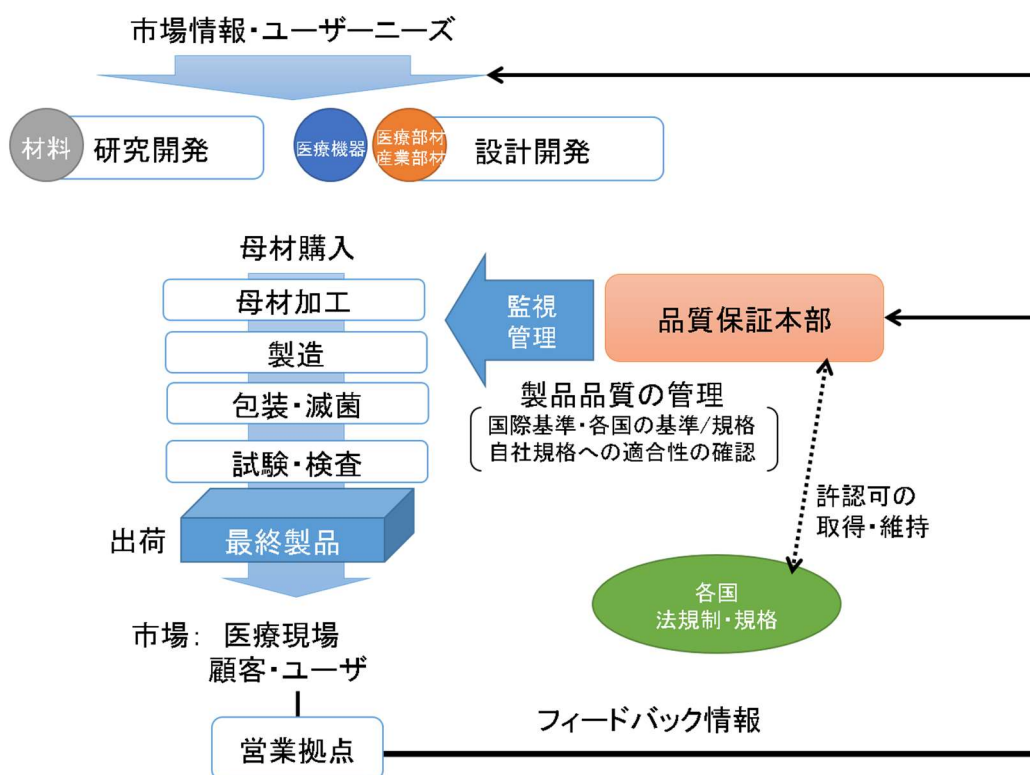 市場情報・ユーザーニーズ
材料
研究開発
医療機器
医療部材
産業部材
設計開発
母材購入
母材加工
製造
包装・滅菌
試験・検査
出荷
最終製品
監視
管理
品質保証本部
製品品質の管理
国際基準・各国の基準/規格
自社規格への適合性の確認
許認可の
取得・維持
各国
法規制・規格
市場: 医療現場
顧客・ユーザ
営業拠点
フィードバック情報